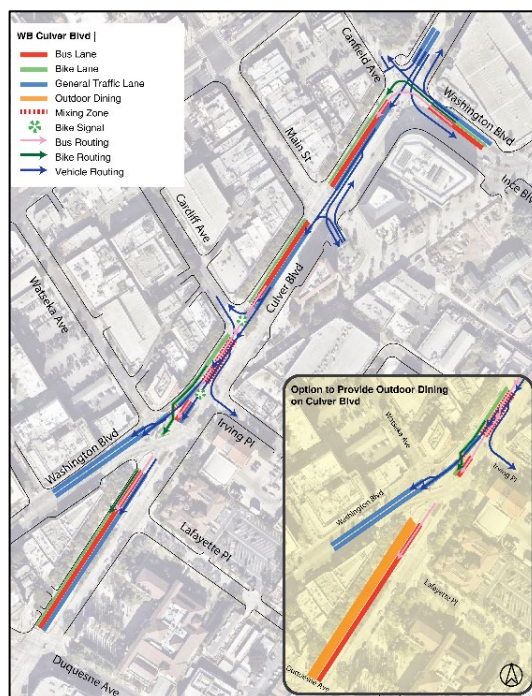 WB Culver Blvd |
Bus Lane
Bike Lane
General Traffic Lane
Outdoor Dining
Mixing Zone
Bike Signal
Bus Routing
Bike Routing
Vehicle Routing
Canfield Ave
Washington Blvd
Main St
Ince Blvd
Cardiff Ave
Culver Blvd
Watseka Ave
Irving Pl
Washington Blvd
Lafayette Pl
Duquesne Ave
Option to Provide Outdoor Dining
on Culver Blvd
Watseka Ave
Irving Pl
Washington Blvd
Lafayette Pl
Duquesne Ave